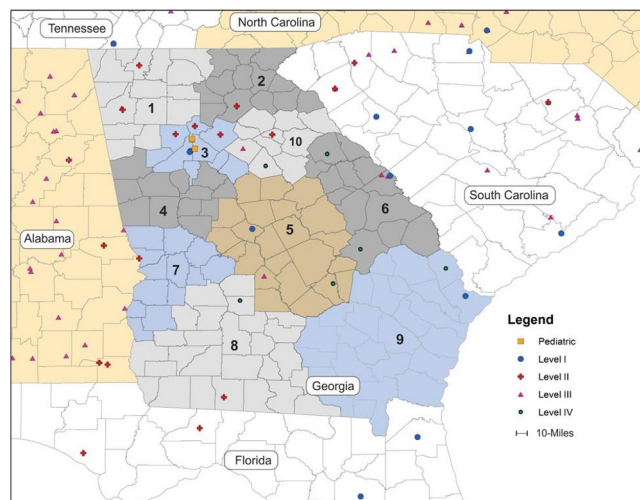 North Carolina
Tennessee
2
1
10
3
South Carolina
4
6
5
Alabama
7
Legend
9
Pediatric
8
Level I
Level II
Georgia
Level III
Level IV
10-Miles
Florida